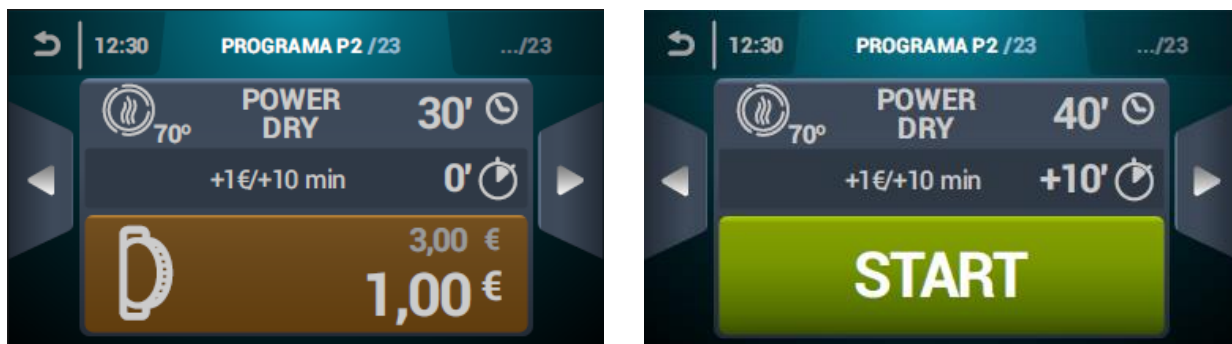 12:30 PROGRAMA P2 /23 .../23
POWER DRY
70º
30'
+1€/+10 min 0'
3,00 €
1,00 €
12:30 PROGRAMA P2 /23 .../23
POWER DRY
70º
40'
+1€/+10 min +10'
START